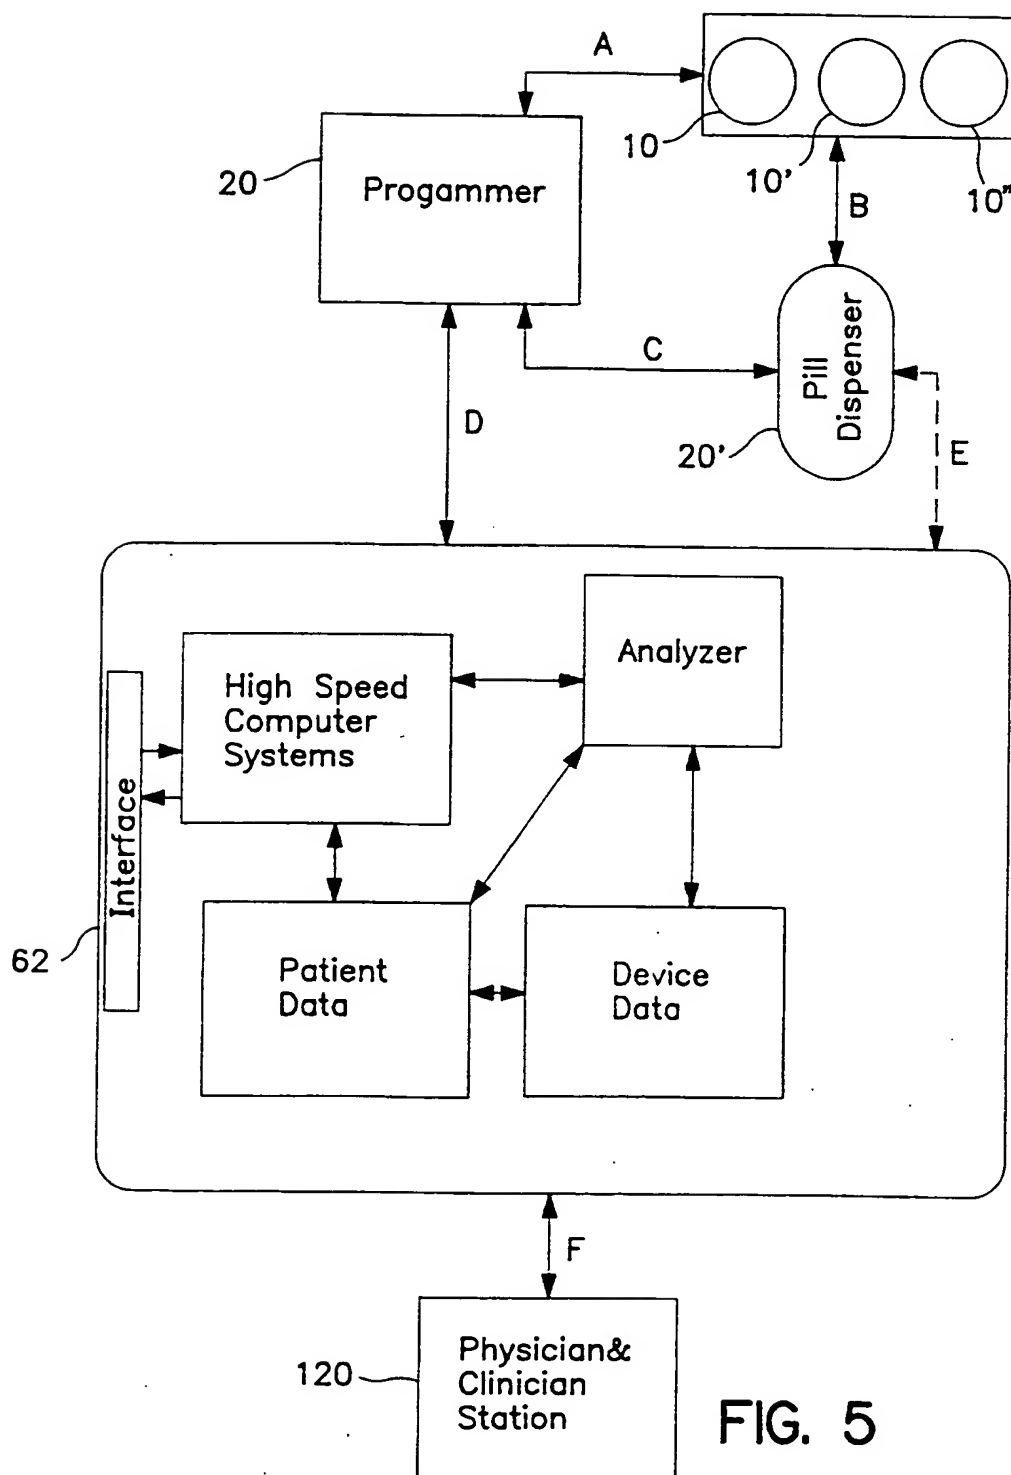 A
10
10'
10"
20
Progammer
B
Pill
Dispenser
C
20'
D
E
High Speed
Computer
Systems
Analyzer
Interface
62
Patient
Data
Device
Data
F
120
Physician&
Clinician
Station
FIG. 5